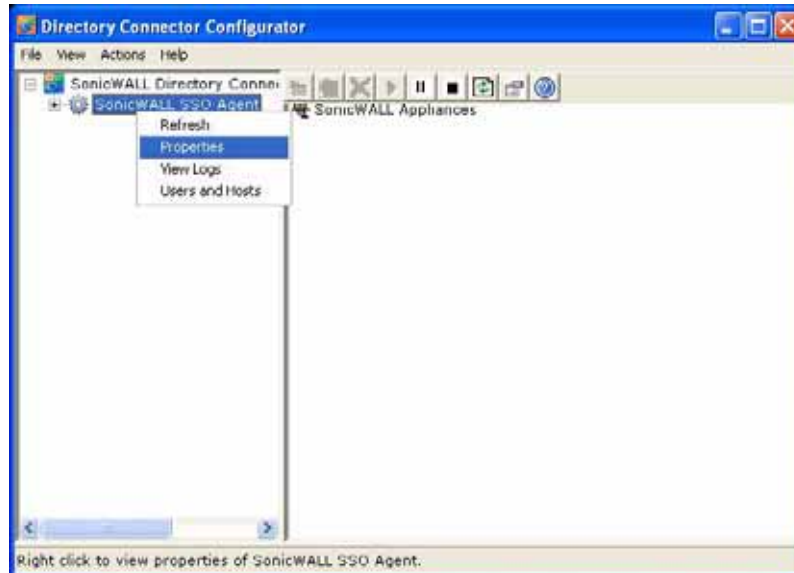 Directory Connector Configurator
File View Actions Help
SonicWALL Directory Conne
SonicWALL SSO Agent
SonicWALL Appliances
Refresh
Properties
View Logs
Users and Hosts
Right click to view properties of SonicWALL SSO Agent.